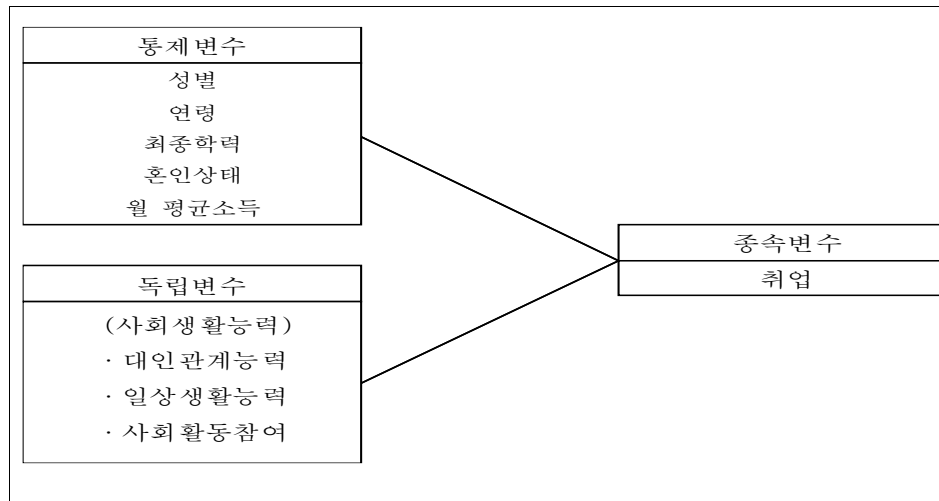 통제변수
성별
연령
최종학력
혼인상태
월 평균소득
독립변수
(사회생활능력)
· 대인관계능력
· 일상생활능력
· 사회활동참여
종속변수
취업